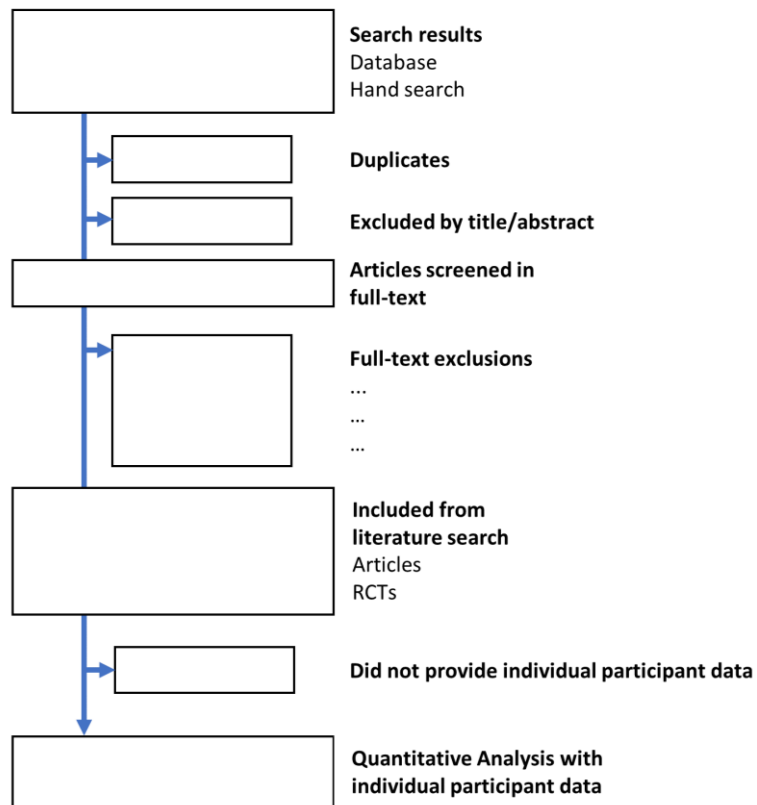 Search results
Database
Hand search
Duplicates
Excluded by title/abstract
Articles screened in
full-text
Full-text exclusions
...
...
...
Included from
literature search
Articles
RCTs
Did not provide individual participant data
Quantitative Analysis with
individual participant data